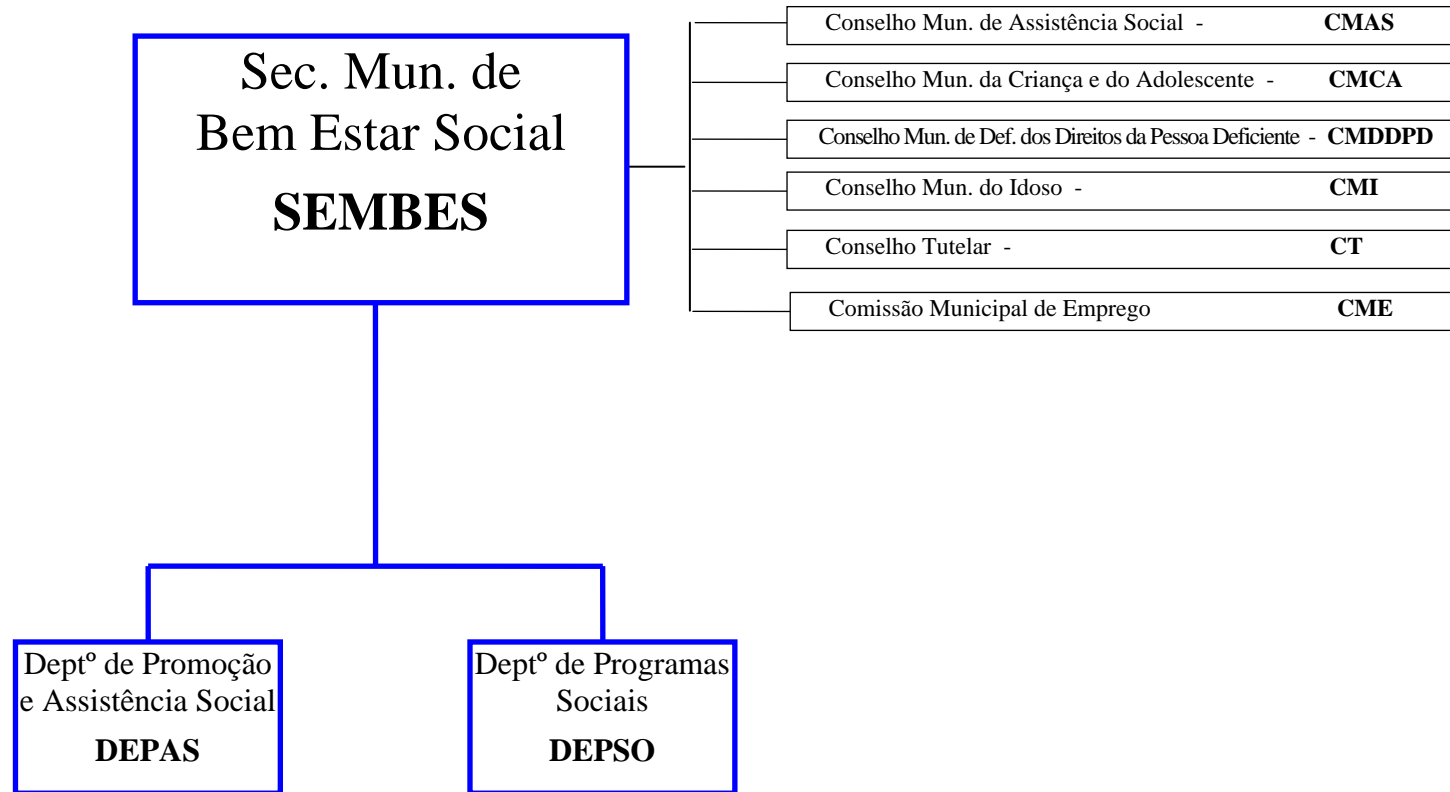 Sec. Mun. de
Bem Estar Social
SEMBES
Conselho Mun. de Assistência Social - CMAS
Conselho Mun. da Criança e do Adolescente - CMCA
Conselho Mun. de Def. dos Direitos da Pessoa Deficiente - CMDDPD
Conselho Mun. do Idoso - CMI
Conselho Tutelar - CT
Comissão Municipal de Emprego CME
Deptº de Promoção
e Assistência Social
DEPAS
Deptº de Programas
Sociais
DEPSO